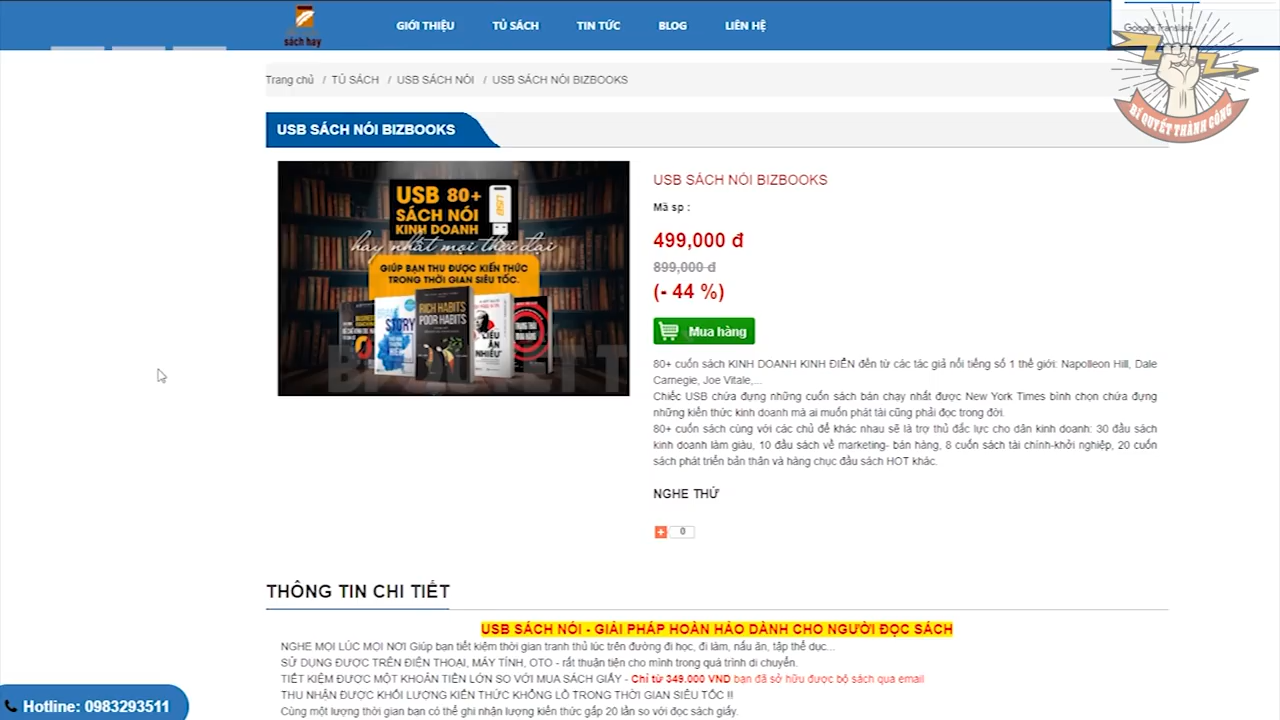 sách hay
GIỚI THIỆU
TỦ SÁCH
TIN TỨC
BLOG
LIÊN HỆ
Google Translate
BÍ QUYẾT THÀNH CÔNG
Trang chủ / TỦ SÁCH / USB SÁCH NÓI / USB SÁCH NÓI BIZBOOKS
USB SÁCH NÓI BIZBOOKS
USB 80+
SÁCH NÓI
KINH DOANH
USB
hay nhất mọi thời đại
GIÚP BẠN THU ĐƯỢC KIẾN THỨC
TRONG THỜI GIAN SIÊU TỐC.
STORY
RICH HABITS
POOR HABITS
BÍ QUYẾT T
USB SÁCH NÓI BIZBOOKS
Mã sp :
499,000 đ
899,000 đ
(- 44 %)
Mua hàng
80+ cuốn sách KINH DOANH KINH ĐIỂN đến từ các tác giả nổi tiếng số 1 thế giới: Napolleon Hill, Dale
Carnegie, Joe Vitale,...
Chiếc USB chứa đựng những cuốn sách bán chạy nhất được New York Times bình chọn chứa đựng
những kiến thức kinh doanh mà ai muốn phát tài cũng phải đọc trong đời.
80+ cuốn sách cùng với các chủ đề khác nhau sẽ là trợ thủ đắc lực cho dân kinh doanh: 30 đầu sách
kinh doanh làm giàu, 10 đầu sách về marketing- bán hàng, 8 cuốn sách tài chính-khởi nghiệp, 20 cuốn
sách phát triển bản thân và hàng chục đầu sách HOT khác.
NGHE THỬ
0
THÔNG TIN CHI TIẾT
USB SÁCH NÓI - GIẢI PHÁP HOÀN HẢO DÀNH CHO NGƯỜI ĐỌC SÁCH
NGHE MỌI LÚC MỌI NƠI Giúp bạn tiết kiệm thời gian tranh thủ lúc trên đường đi học, đi làm, nấu ăn, tập thể dục...
SỬ DỤNG ĐƯỢC TRÊN ĐIỆN THOẠI, MÁY TÍNH, OTO - rất thuận tiện cho mình trong quá trình di chuyển.
TIẾT KIỆM ĐƯỢC MỘT KHOẢN TIỀN LỚN SO VỚI MUA SÁCH GIẤY - Chỉ từ 349.000 VND bạn đã sở hữu được bộ sách qua email
THU NHẬN ĐƯỢC KHỐI LƯỢNG KIẾN THỨC KHỔNG LỒ TRONG THỜI GIAN SIÊU TỐC !!
Cùng một lượng thời gian bạn có thể ghi nhận lượng kiến thức gấp 20 lần so với đọc sách giấy.
Hotline: 0983293511